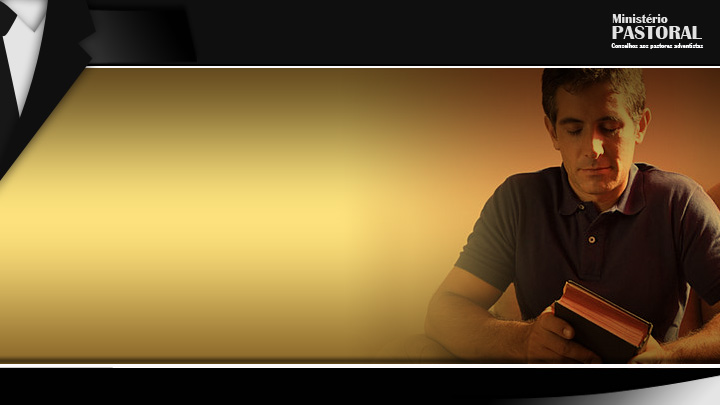 Ministério
PASTORAL
Conselhos aos pastores adventistas